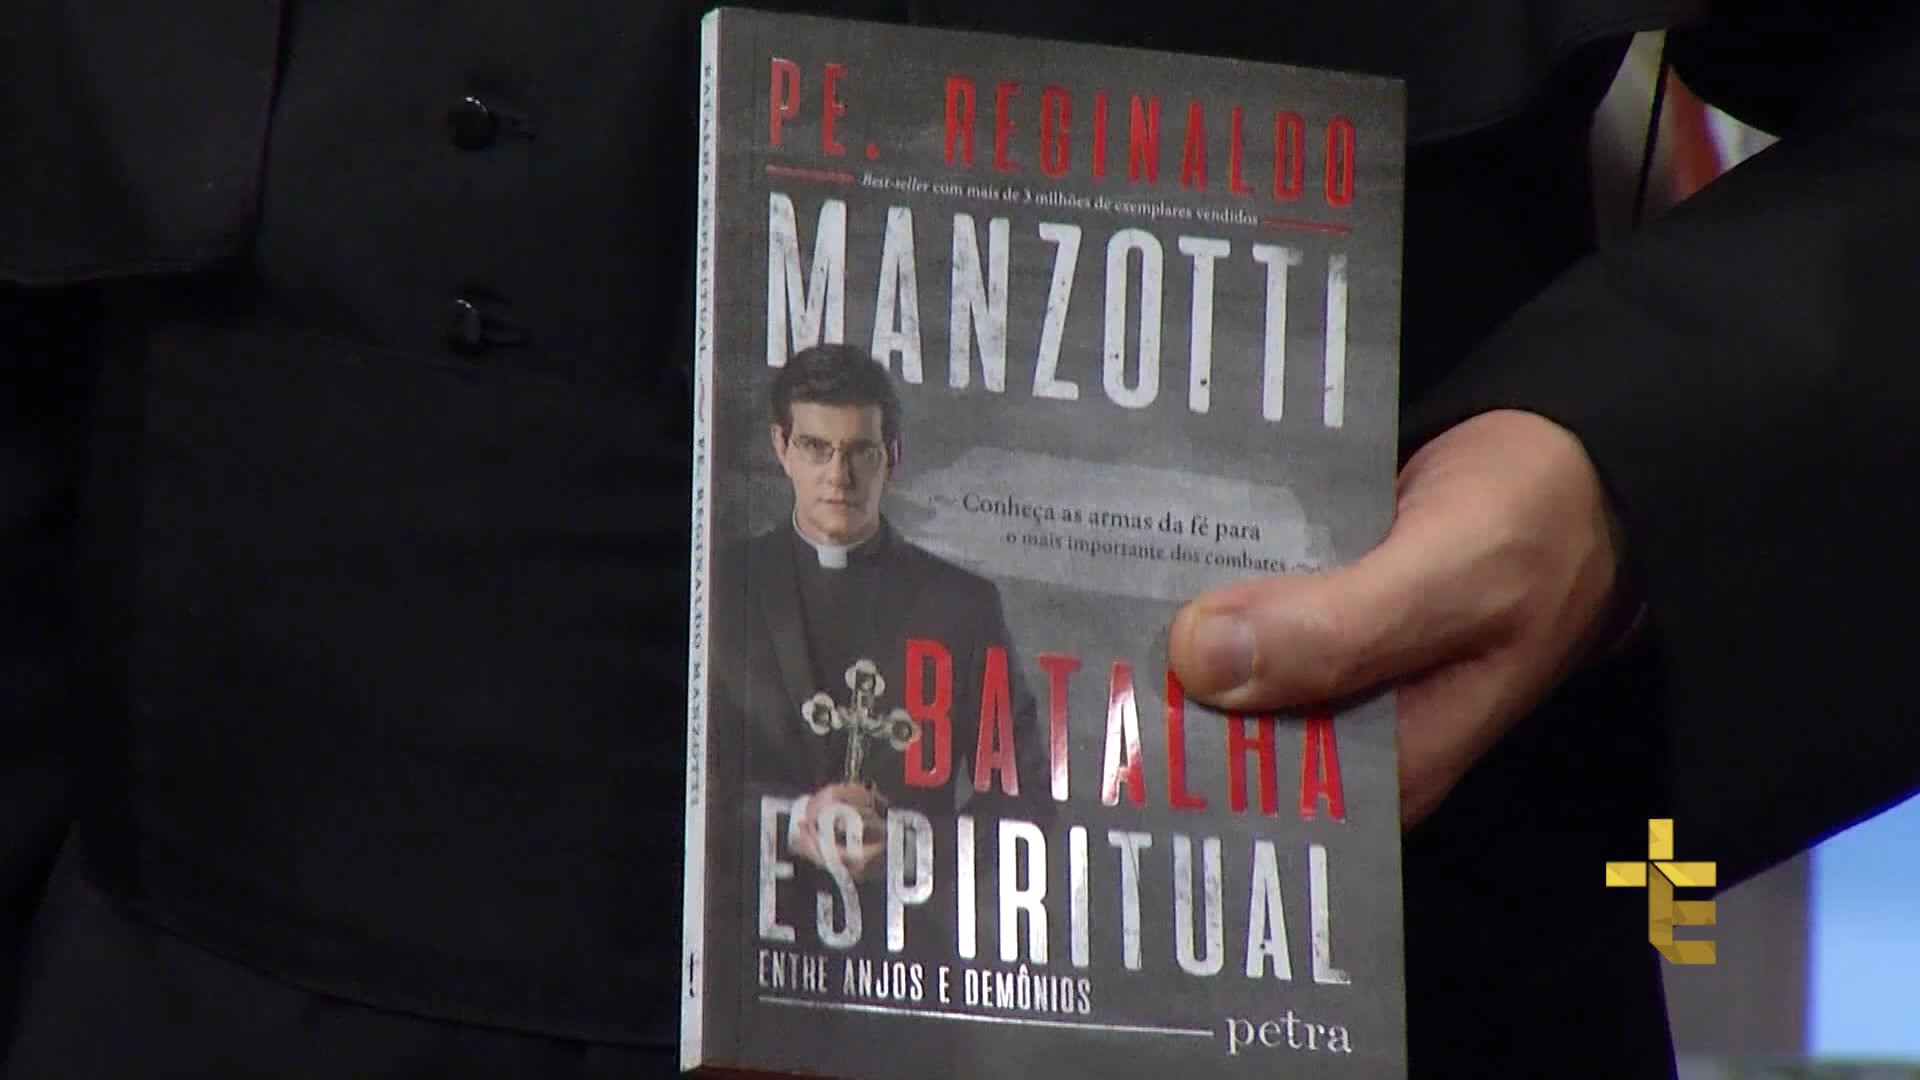 PE. REGINALDO
Best-seller com mais de 3 milhões de exemplares vendidos
MANZOTTI
Conheça as armas da fé para
o mais importante dos combates
BATALHA
ESPIRITUAL
ENTRE ANJOS E DEMÔNIOS
petra
BATALHA ESPIRITUAL PE. REGINALDO MANZOTTI